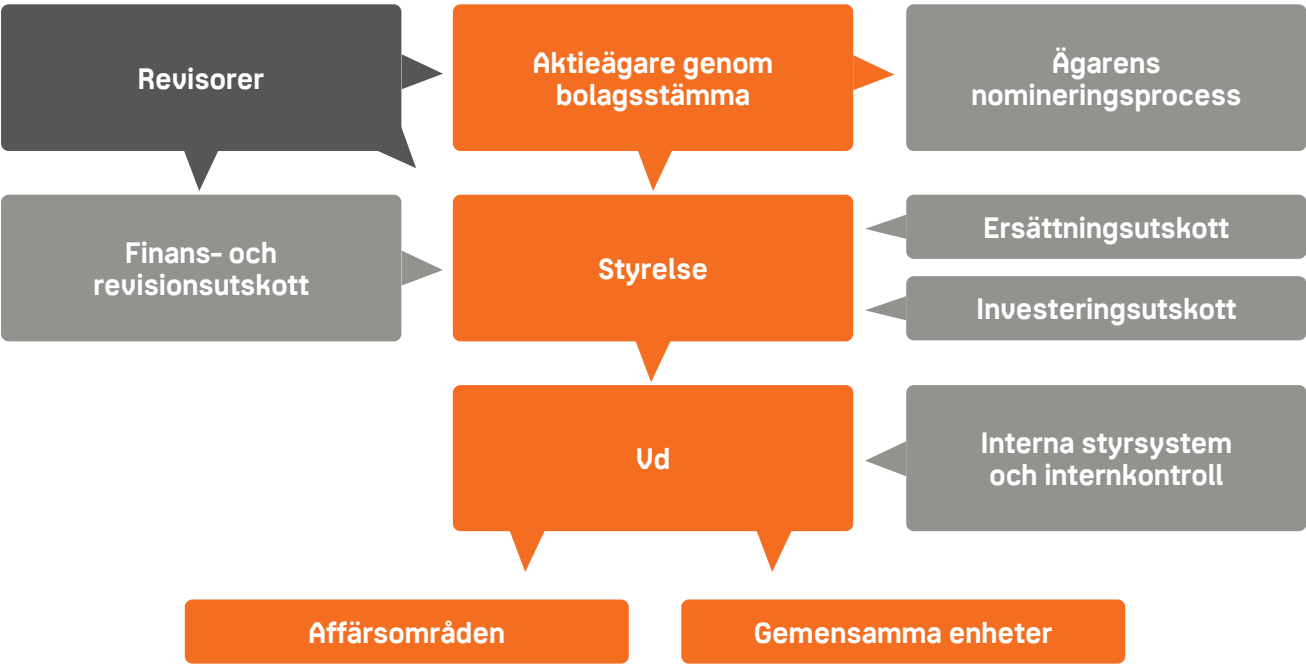 Revisorer
Aktieägare genom
bolagsstämma
Ägarens
nomineringsprocess
Finans- och
revisionsutskott
Styrelse
Ersättningsutskott
Investeringsutskott
Vd
Interna styrsystem
och internkontroll
Affärsområden
Gemensamma enheter